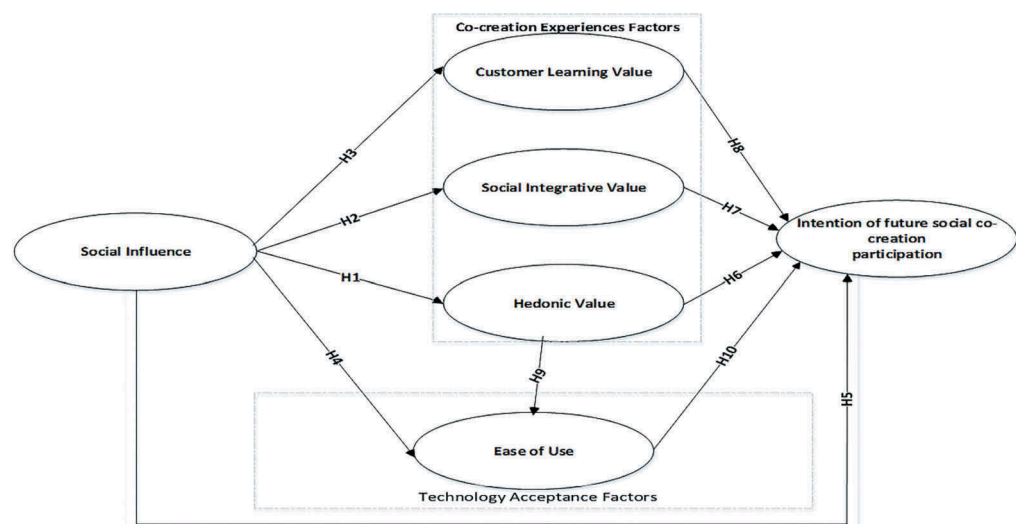 Co-creation Experiences Factors
Customer Learning Value
H3
H8
Social Integrative Value
H2
H7
Intention of future social co-
creation
participation
Social Influence
H1
H6
Hedonic Value
H4
H9
H10
H5
Ease of Use
Technology Acceptance Factors